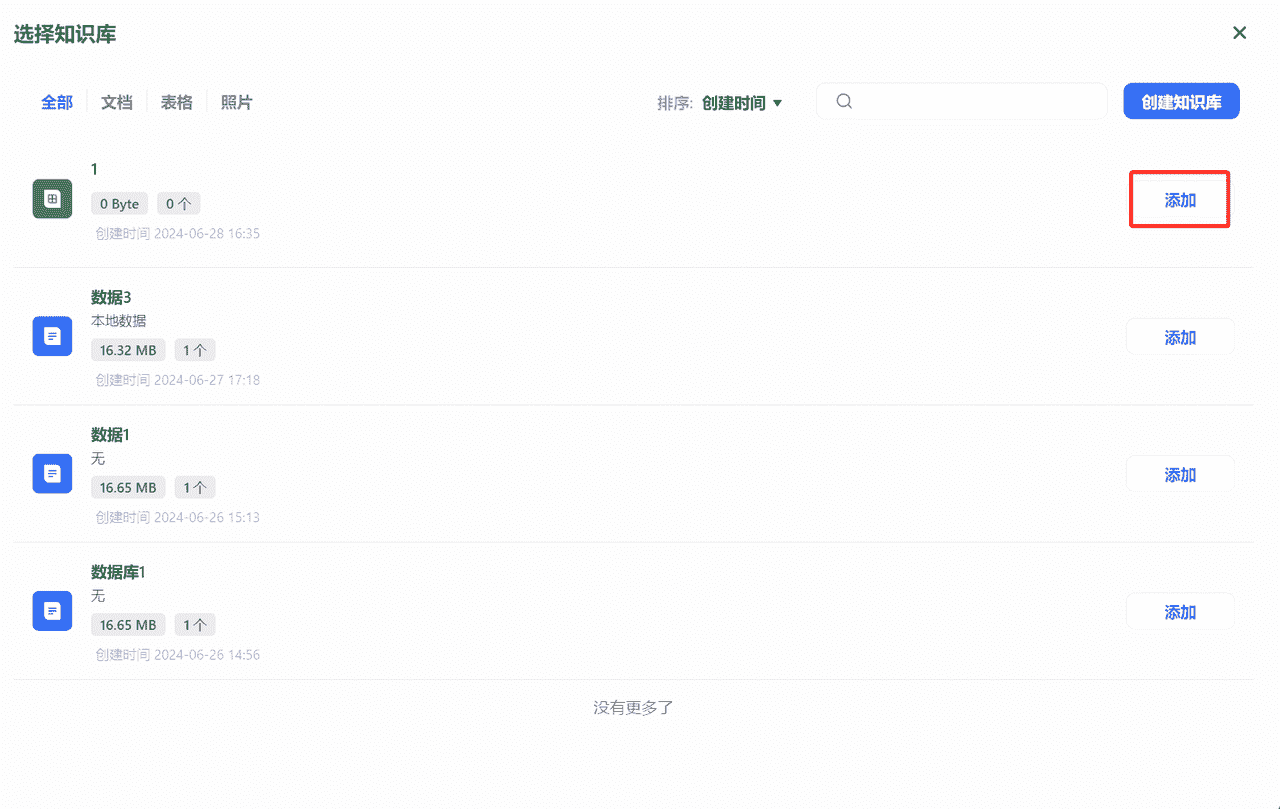 选择知识库
全部 文档 表格 照片 排序: 创建时间 创建知识库
1
0 Byte 0 个
创建时间 2024-06-28 16:35
添加
数据3
本地数据
16.32 MB 1 个
创建时间 2024-06-27 17:18
添加
数据1
无
16.65 MB 1 个
创建时间 2024-06-26 15:13
添加
数据库1
无
16.65 MB 1 个
创建时间 2024-06-26 14:56
添加
没有更多了